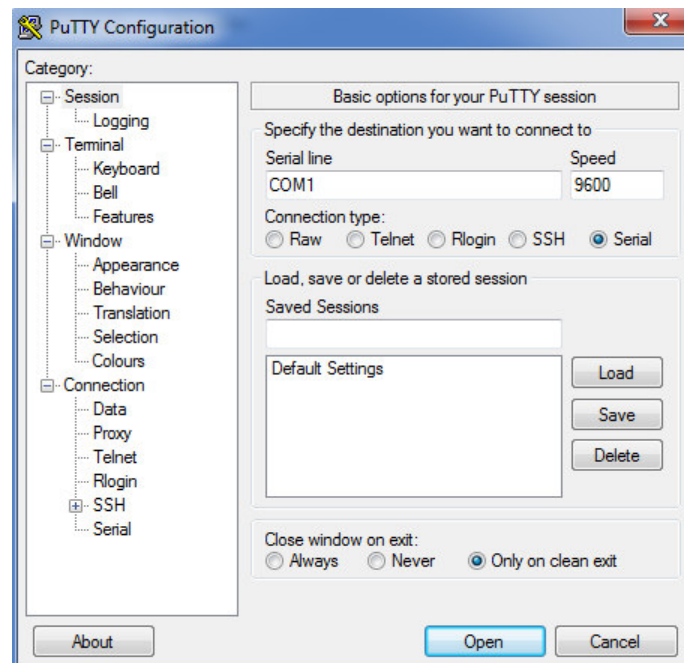 PuTTY Configuration
Category:
Session
Logging
Terminal
Keyboard
Bell
Features
Window
Appearance
Behaviour
Translation
Selection
Colours
Connection
Data
Proxy
Telnet
Rlogin
SSH
Serial
Basic options for your PuTTY session
Specify the destination you want to connect to
Serial line Speed
COM1 9600
Connection type:
Raw Telnet Rlogin SSH Serial
Load, save or delete a stored session
Saved Sessions
Default Settings
Load
Save
Delete
Close window on exit:
Always Never Only on clean exit
About Open Cancel